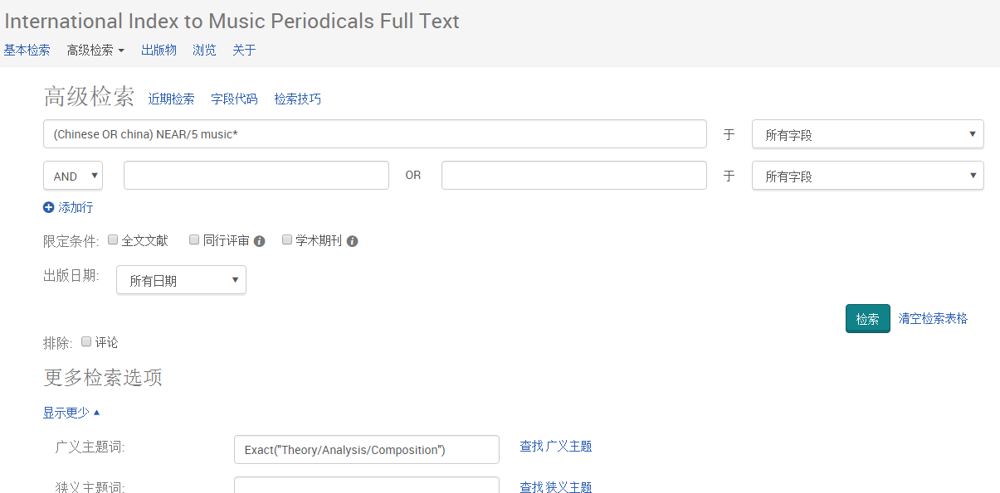 International Index to Music Periodicals Full Text
基本检索 高级检索 出版物 浏览 关于
高级检索 近期检索 字段代码 检索技巧
(Chinese OR china) NEAR/5 music* 于 所有字段
AND OR 于 所有字段
添加行
限定条件: 全文文献 同行评审 学术期刊
出版日期: 所有日期
检索 清空检索表格
排除: 评论
更多检索选项
显示更少
广义主题词: Exact("Theory/Analysis/Composition") 查找 广义主题
狭义主题词: 查找 狭义主题